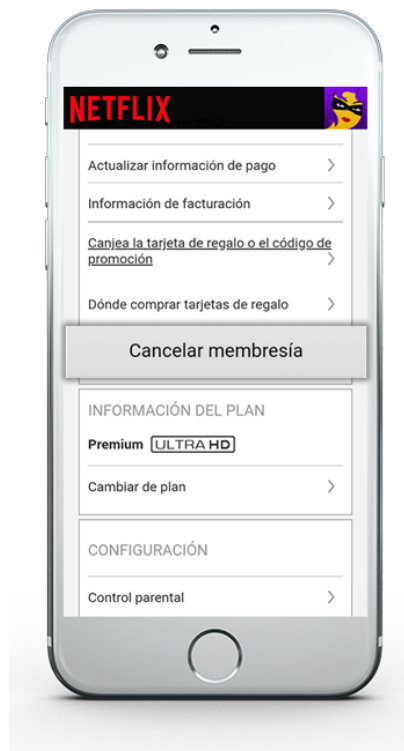 NETFLIX
Actualizar información de pago
Información de facturación
Canjea la tarjeta de regalo o el código de
promoción
Dónde comprar tarjetas de regalo
Cancelar membresía
INFORMACIÓN DEL PLAN
Premium ULTRA HD
Cambiar de plan
CONFIGURACIÓN
Control parental